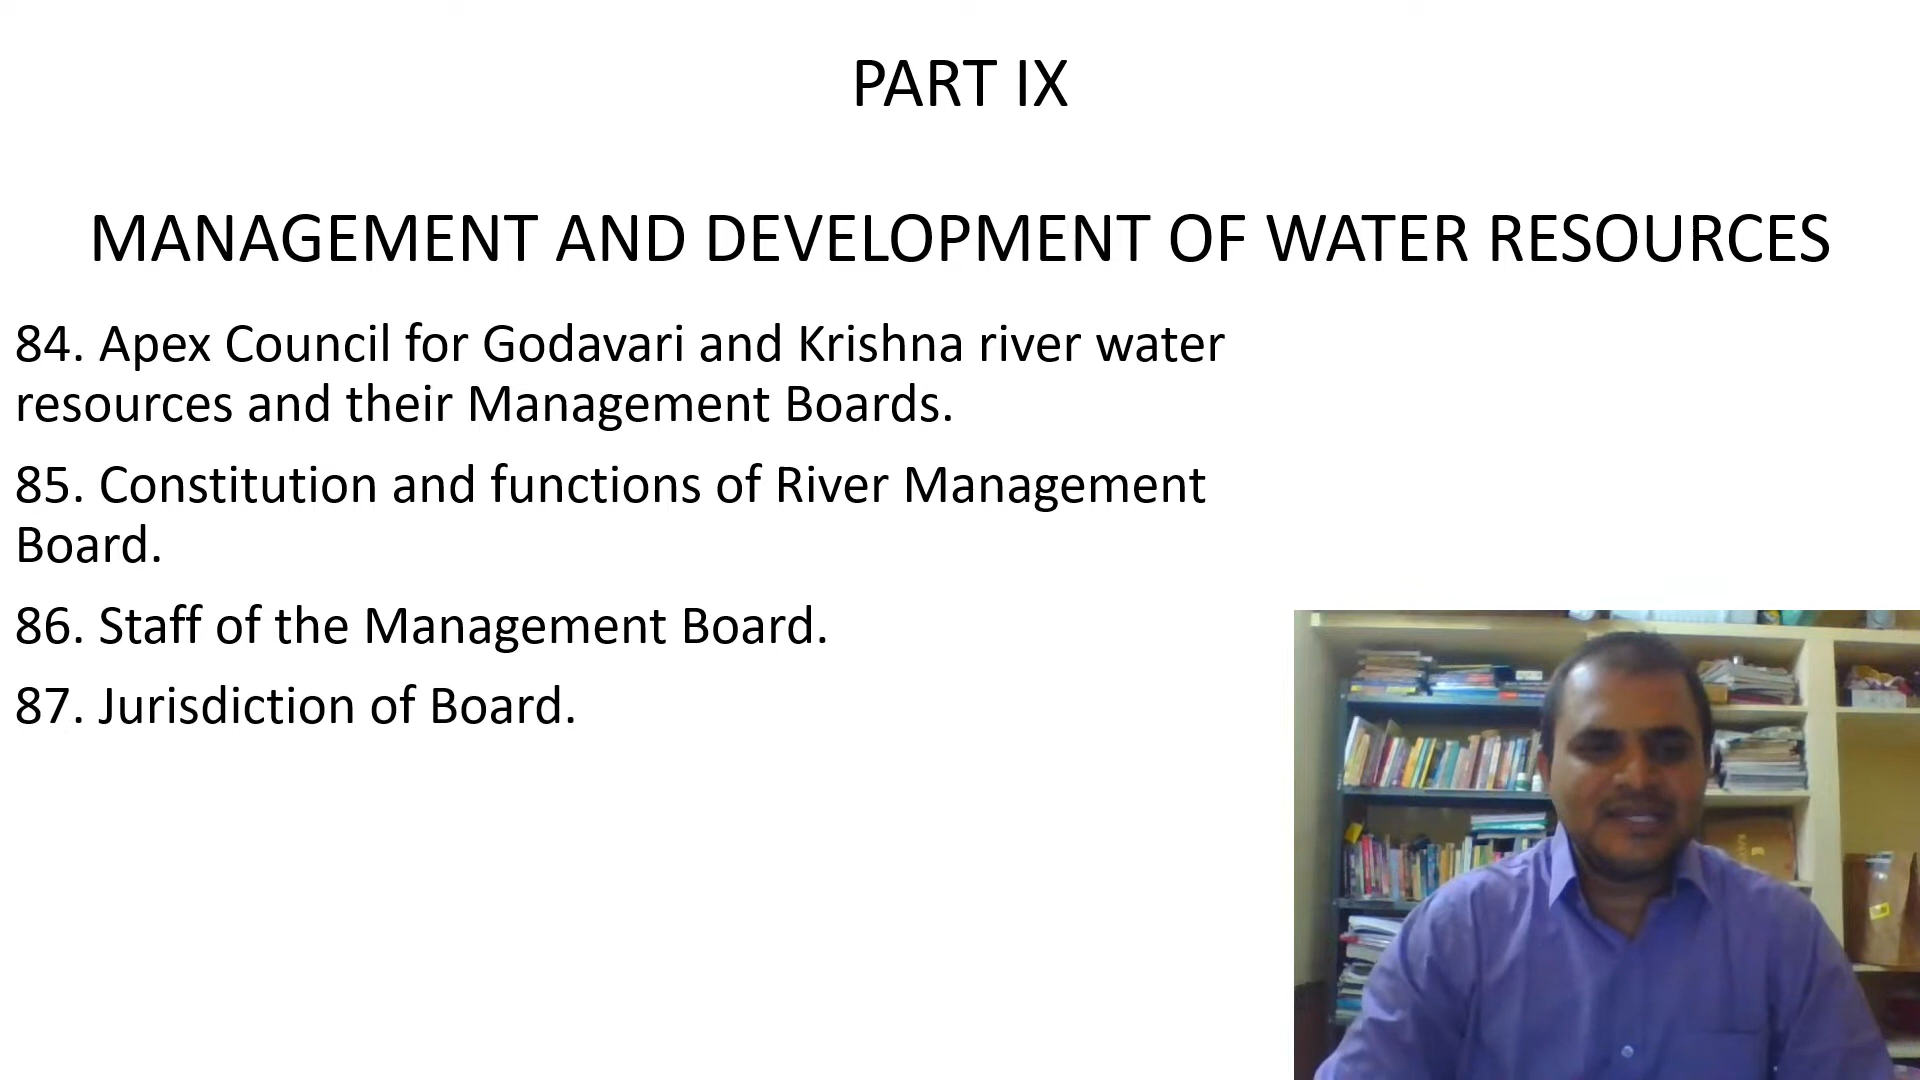 PART IX
MANAGEMENT AND DEVELOPMENT OF WATER RESOURCES
84. Apex Council for Godavari and Krishna river water
resources and their Management Boards.
85. Constitution and functions of River Management
Board.
86. Staff of the Management Board.
87. Jurisdiction of Board.